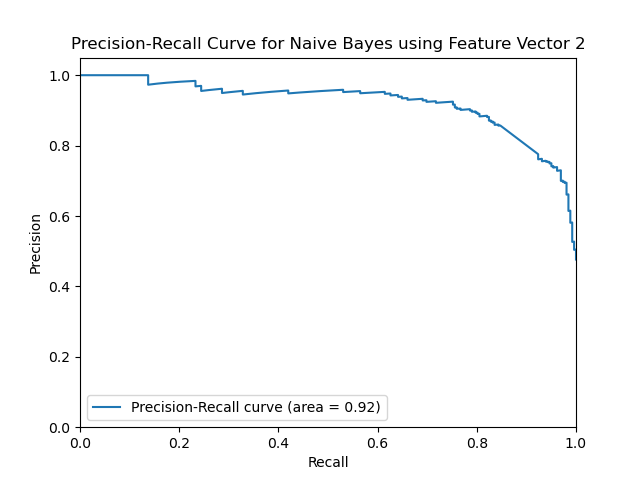 Precision-Recall Curve for Naive Bayes using Feature Vector 2
1.0
0.8
0.6
0.4
0.2
0.0
Precision
Precision-Recall curve (area = 0.92)
0.0 0.2 0.4 0.6 0.8 1.0
Recall